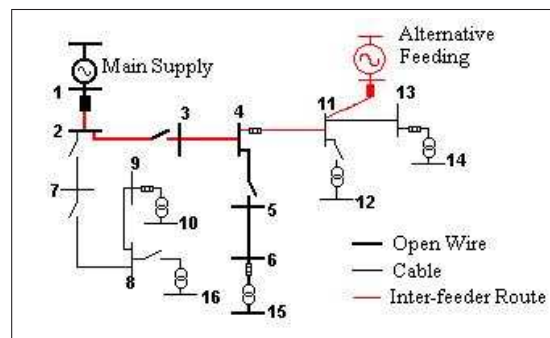 Alternative
Feeding
Main Supply
1
2
3
4
11
13
14
12
9
7
10
5
8
16
6
15
Open Wire
Cable
Inter-feeder Route